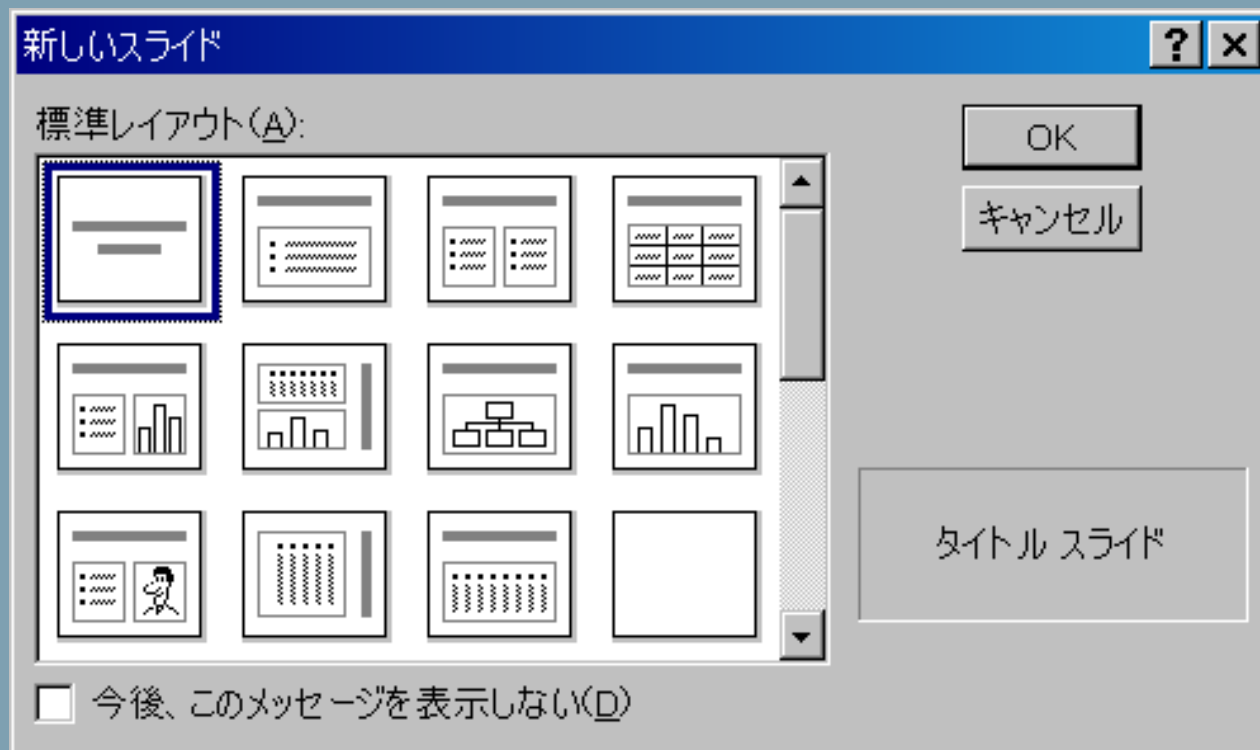 新しいスライド
標準レイアウト(A):
OK
キャンセル
タイトル スライド
今後、このメッセージを表示しない(D)